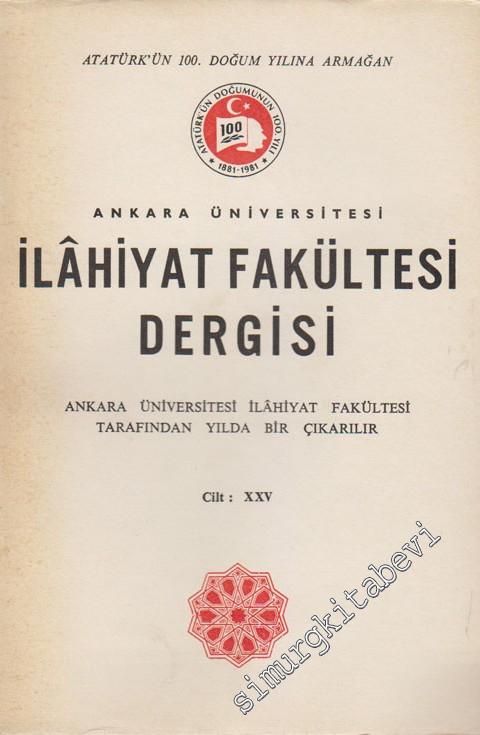 ATATÜRK'ÜN 100. DOĞUM YILINA ARMAĞAN
ATATÜRK'ÜN DOĞUMUNUN 100. YILI
100
1881-1981
ANKARA ÜNİVERSİTESİ
İLÂHİYAT FAKÜLTESİ
DERGİSİ
ANKARA ÜNİVERSİTESİ İLÂHİYAT FAKÜLTESİ
TARAFINDAN YILDA BİR ÇIKARILIR
Cilt : XXV
simurgkitabevi